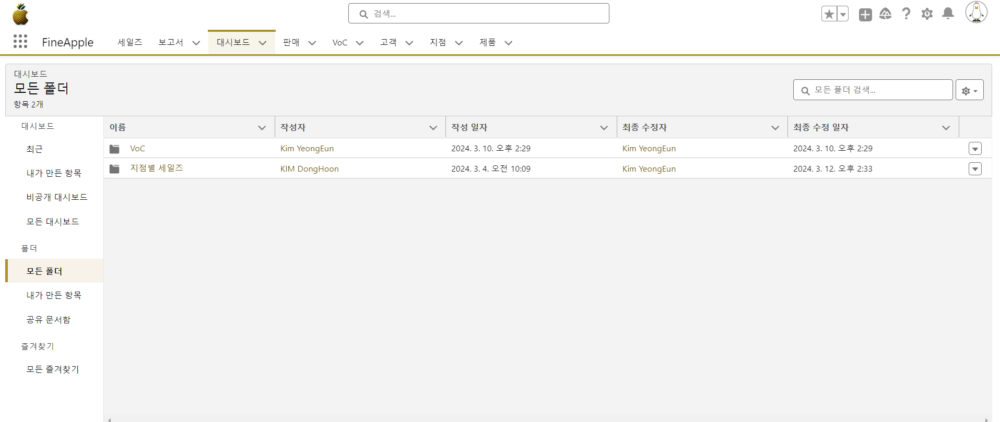 검색...
FineApple 세일즈 보고서 대시보드 판매 VoC 고객 지점 제품
대시보드
모든 폴더
항목 2개
모든 폴더 검색...
대시보드
최근
내가 만든 항목
비공개 대시보드
모든 대시보드
폴더
모든 폴더
내가 만든 항목
공유 문서함
즐겨찾기
모든 즐겨찾기
이름 작성자 작성 일자 최종 수정자 최종 수정 일자
VoC Kim YeongEun 2024. 3. 10. 오후 2:29 Kim YeongEun 2024. 3. 10. 오후 2:29
지점별 세일즈 KIM DongHoon 2024. 3. 4. 오전 10:09 Kim YeongEun 2024. 3. 12. 오후 2:33